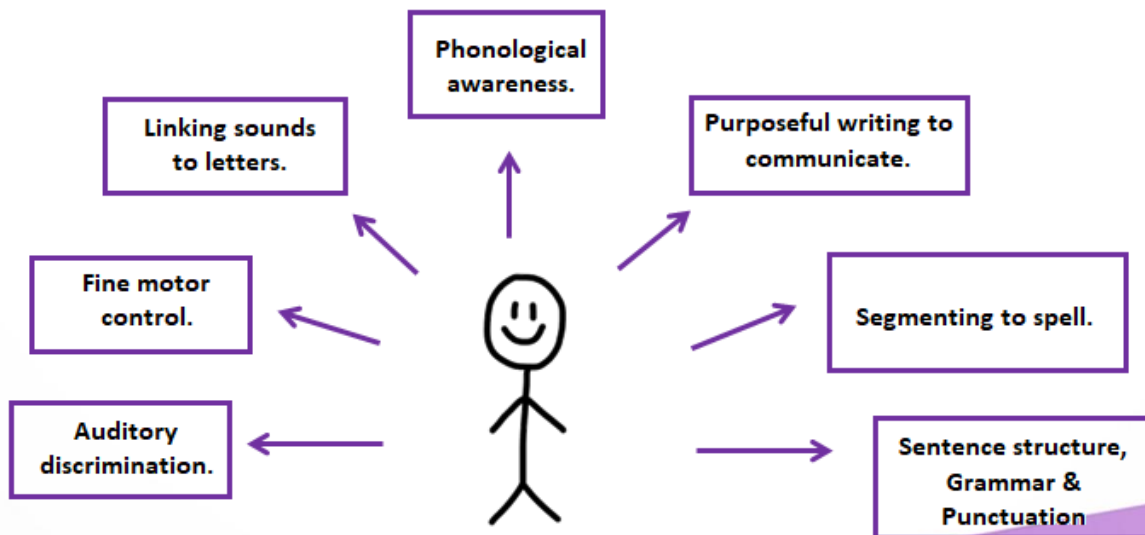 Phonological
awareness.
Linking sounds
to letters.
Purposeful writing to
communicate.
Fine motor
control.
Segmenting to spell.
Auditory
discrimination.
Sentence structure,
Grammar &
Punctuation